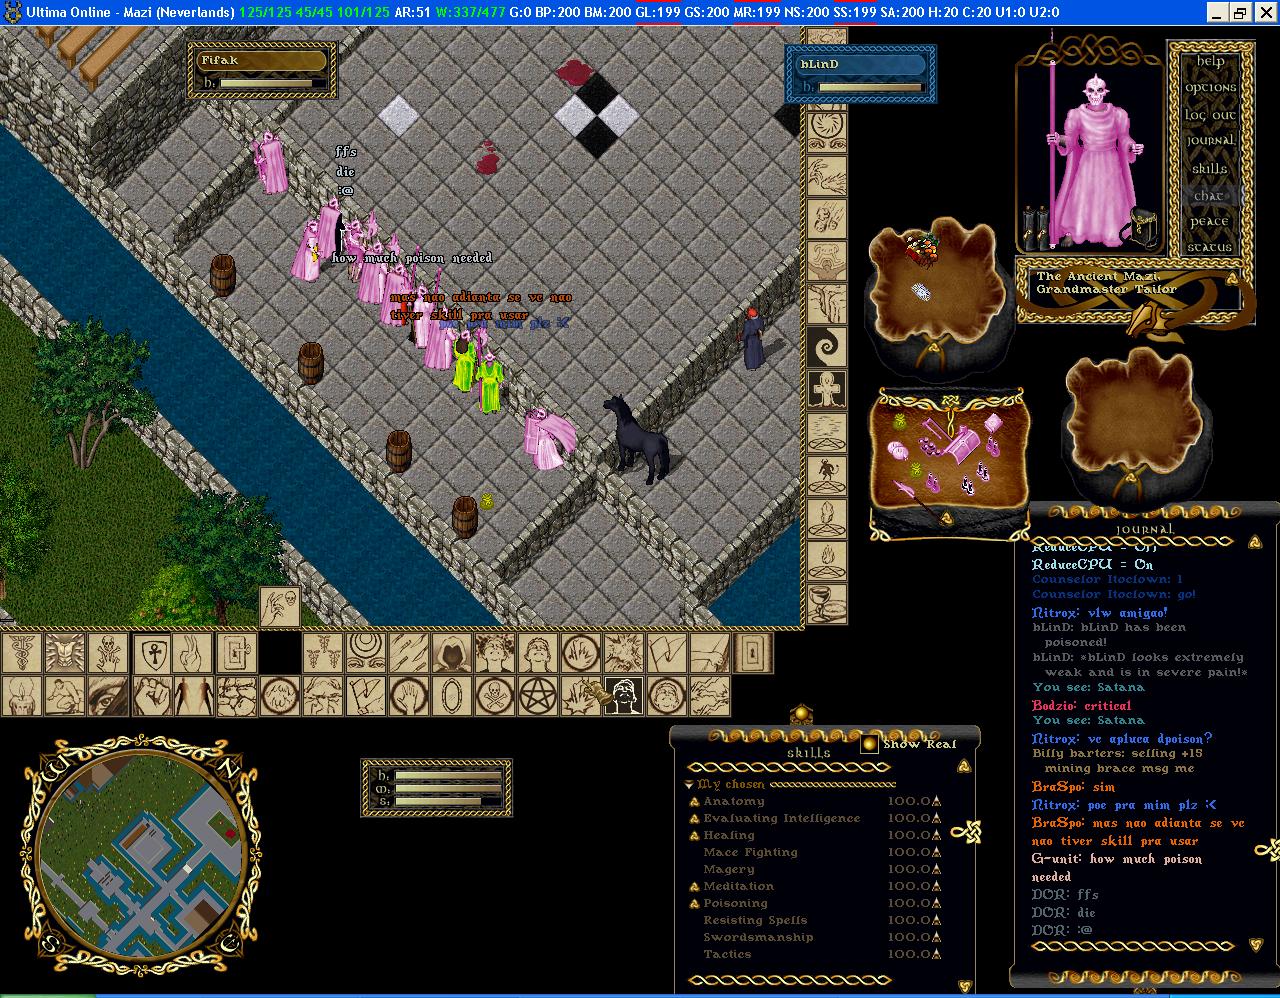 Ultima Online - Mazi (Neverlands) 125/125 45/45 101/125 AR:51 W:337/477 G:0 BP:200 BM:200 GL:199 GS:200 MR:199 NS:200 SS:199 SA:200 H:20 C:20 U1:0 U2:0
Fifak
h:
bLinD
h:
ffs
die
:@
how much poison needed
mas nao adianta se vc nao
tiver skill pra usar
poe pra mim plz :<
help
options
log out
journal
skills
chat
peace
status
The Ancient Mazi,
Grandmaster Tailor
journal
ReduceCPU = Off
ReduceCPU = On
Counselor Itoclown: 1
Counselor Itoclown: go!
Nitrox: vlw amigao!
bLinD: bLinD has been
poisoned!
bLinD: *bLinD looks extremely
weak and is in severe pain!*
You see: Satana
Bodzio: critical
You see: Satana
Nitrox: vc apluca dpoison?
Billy barters: selling +15
mining brace msg me
BraSpo: sim
Nitrox: poe pra mim plz :<
BraSpo: mas nao adianta se vc
nao tiver skill pra usar
G-unit: how much poison
needed
DOR: ffs
DOR: die
DOR: :@
skills
Show Real
My chosen
Anatomy 100.0
Evaluating Intelligence 100.0
Healing 100.0
Mace Fighting 100.0
Magery 100.0
Meditation 100.0
Poisoning 100.0
Resisting Spells 100.0
Swordsmanship 100.0
Tactics 100.0
h:
m:
s:
W
N
S
E